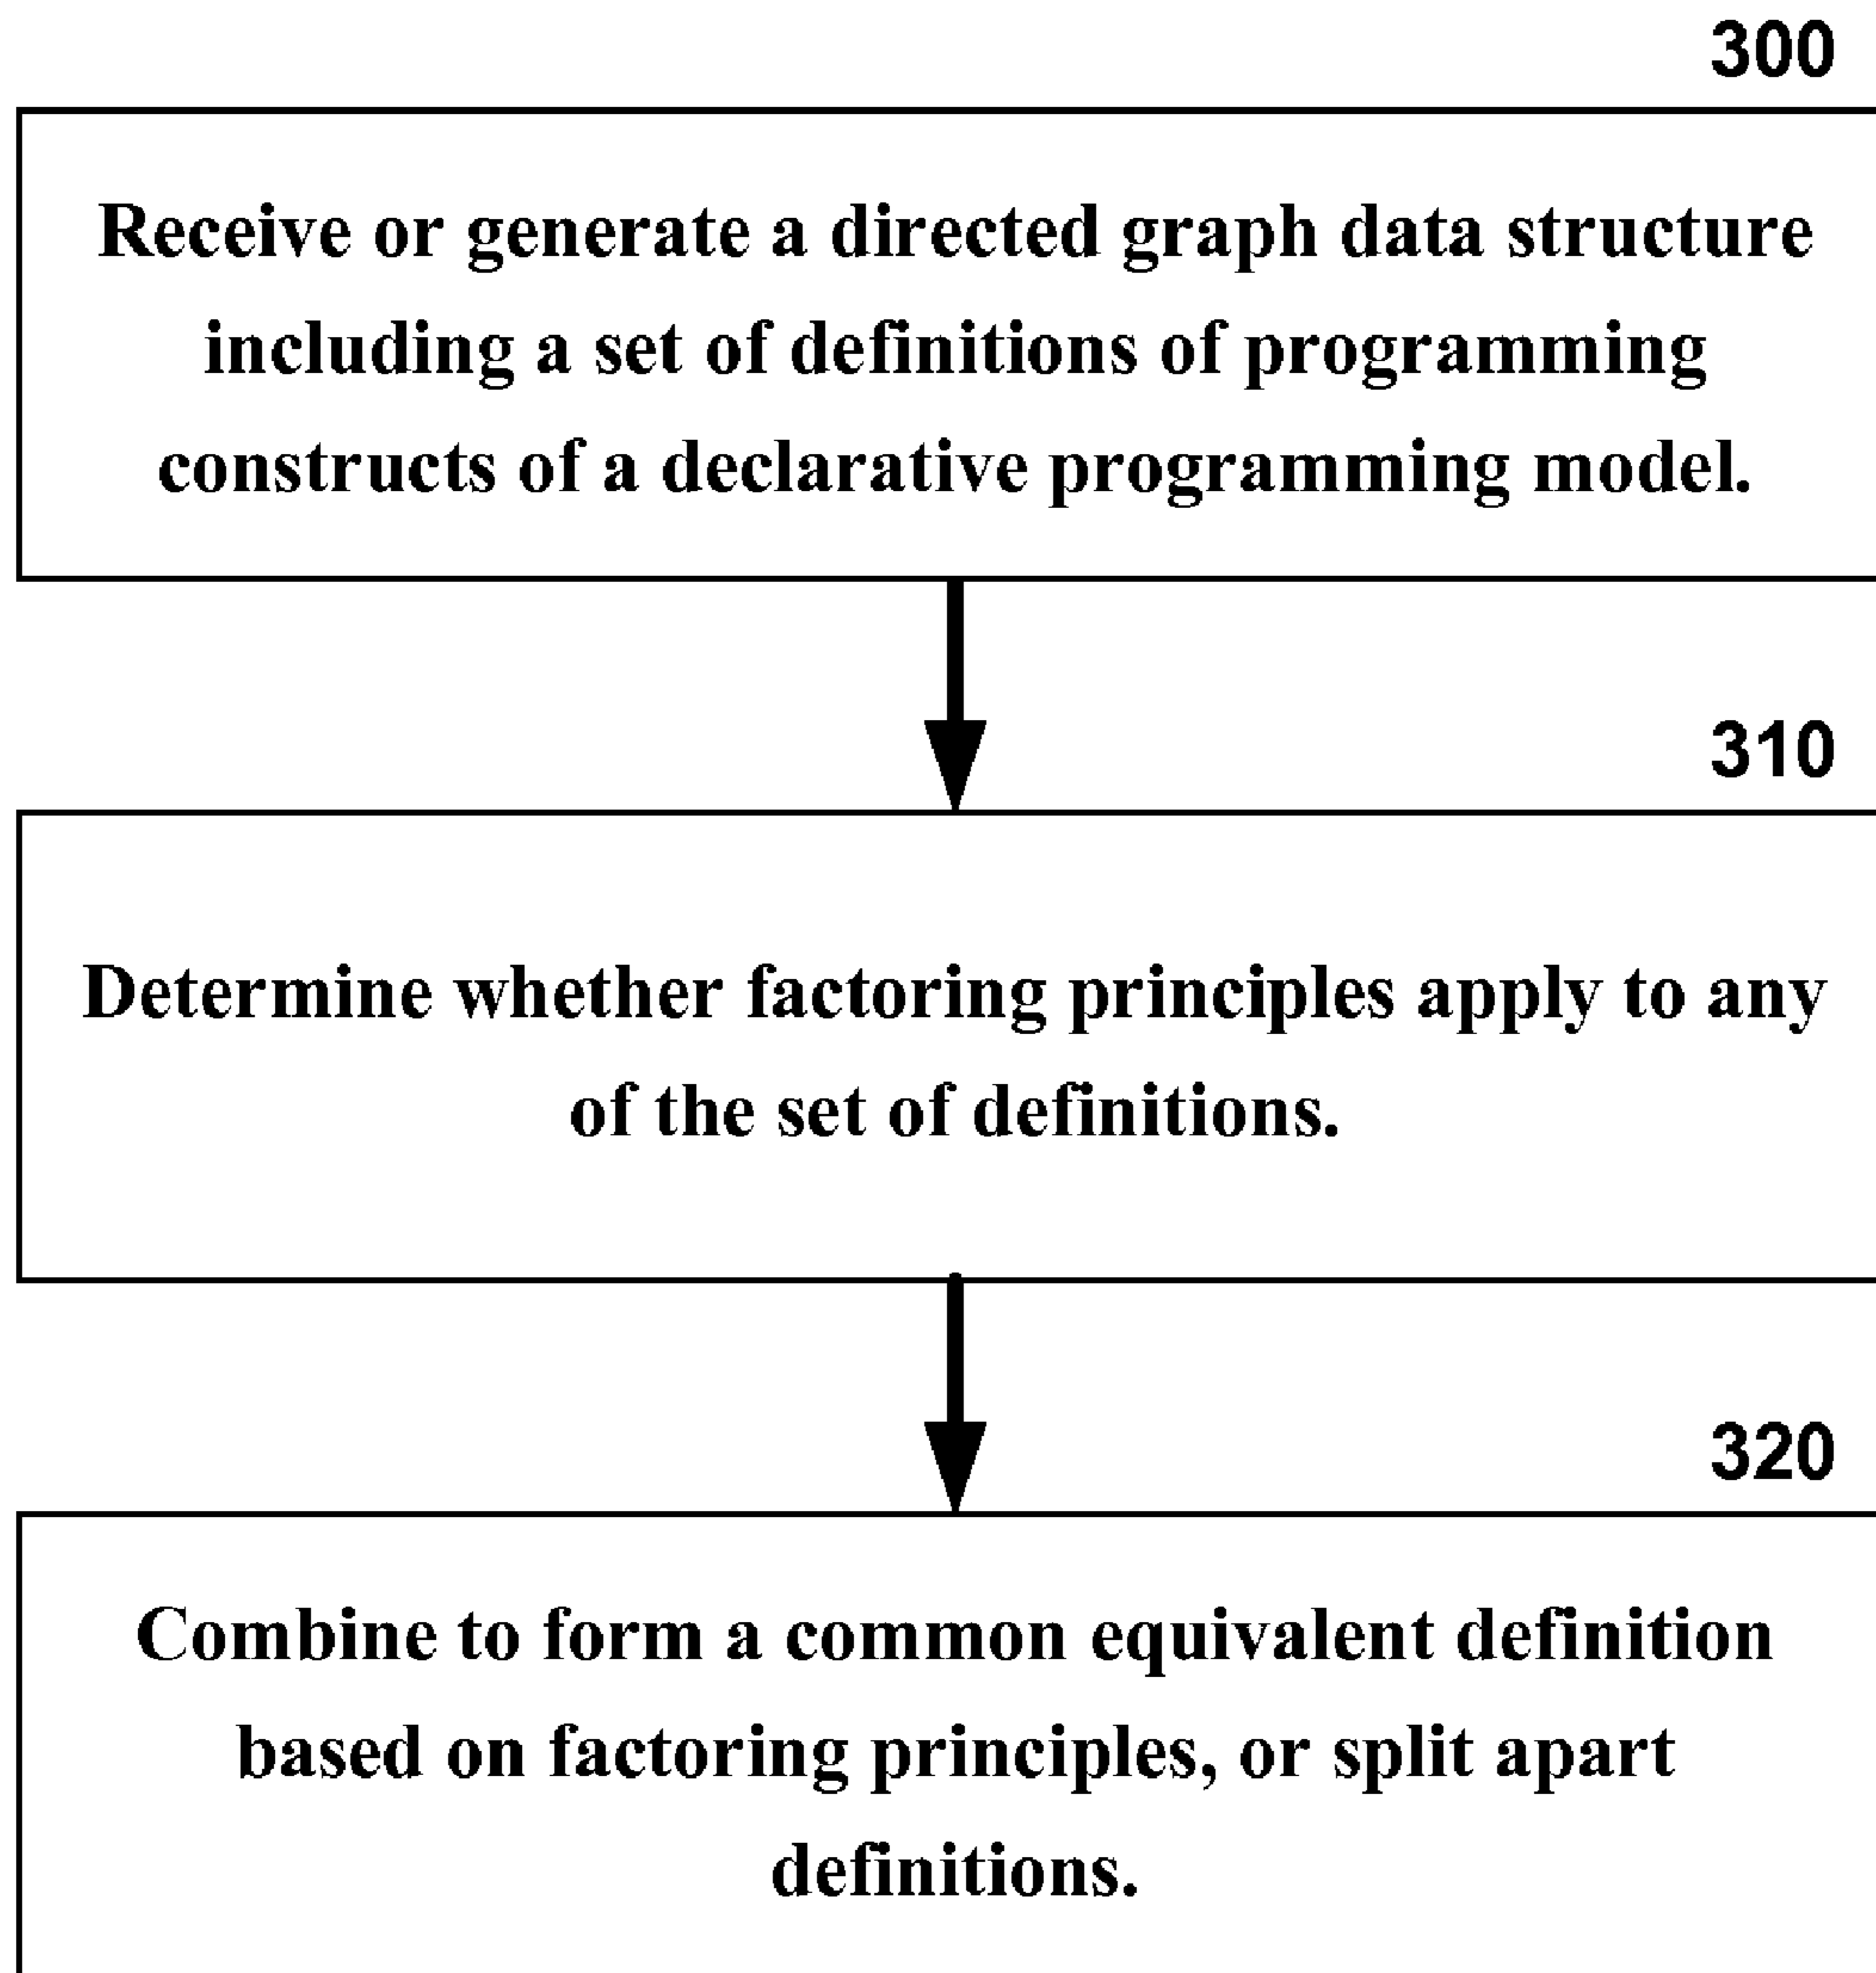 300
Receive or generate a directed graph data structure
including a set of definitions of programming
constructs of a declarative programming model.
310
Determine whether factoring principles apply to any
of the set of definitions.
320
Combine to form a common equivalent definition
based on factoring principles, or split apart
definitions.